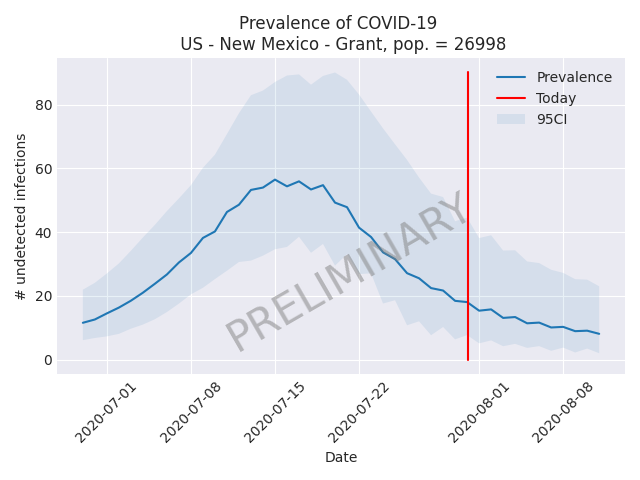 Prevalence of COVID-19
US - New Mexico - Grant, pop. = 26998
Prevalence
Today
95CI
PRELIMINARY
# undetected infections
80
60
40
20
0
2020-07-01
2020-07-08
2020-07-15
2020-07-22
2020-08-01
2020-08-08
Date